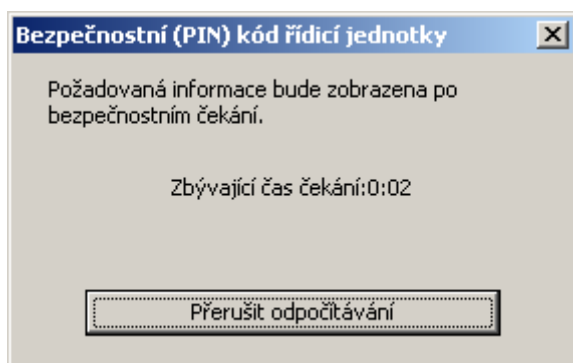 Bezpečnostní (PIN) kód řídicí jednotky
Požadovaná informace bude zobrazena po
bezpečnostním čekání.
Zbývající čas čekání:0:02
Přerušit odpočítávání